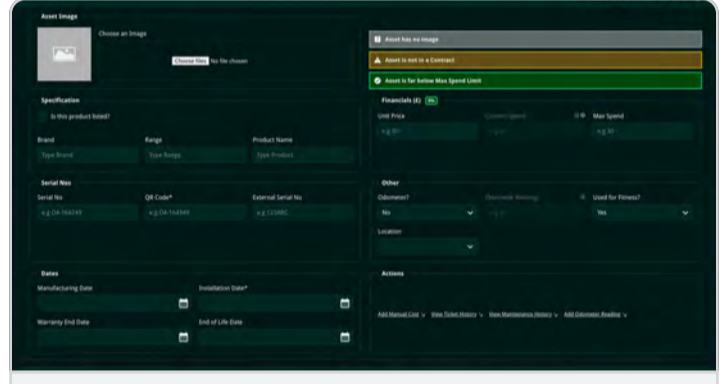 Asset Image
Choose an Image
Choose files No file chosen
Asset has no image
Asset is not in a Contract
Asset is far below Max Spend Limit
Specification
Is this product listed?
Brand
Range
Product Name
Type Brand
Type Range
Type Product
Financials (£)
Unit Price
Current Spend
Max Spend
Serial Nos
Serial No
QR Code*
External Serial No
e.g 123ABC
Other
Odometer?
Used for Fitness?
No
Yes
Location
Dates
Manufacturing Date
Installation Date*
Warranty End Date
End of Life Date
Actions
Add Manual Cost
View Ticket History
View Maintenance History
Add Odometer Reading